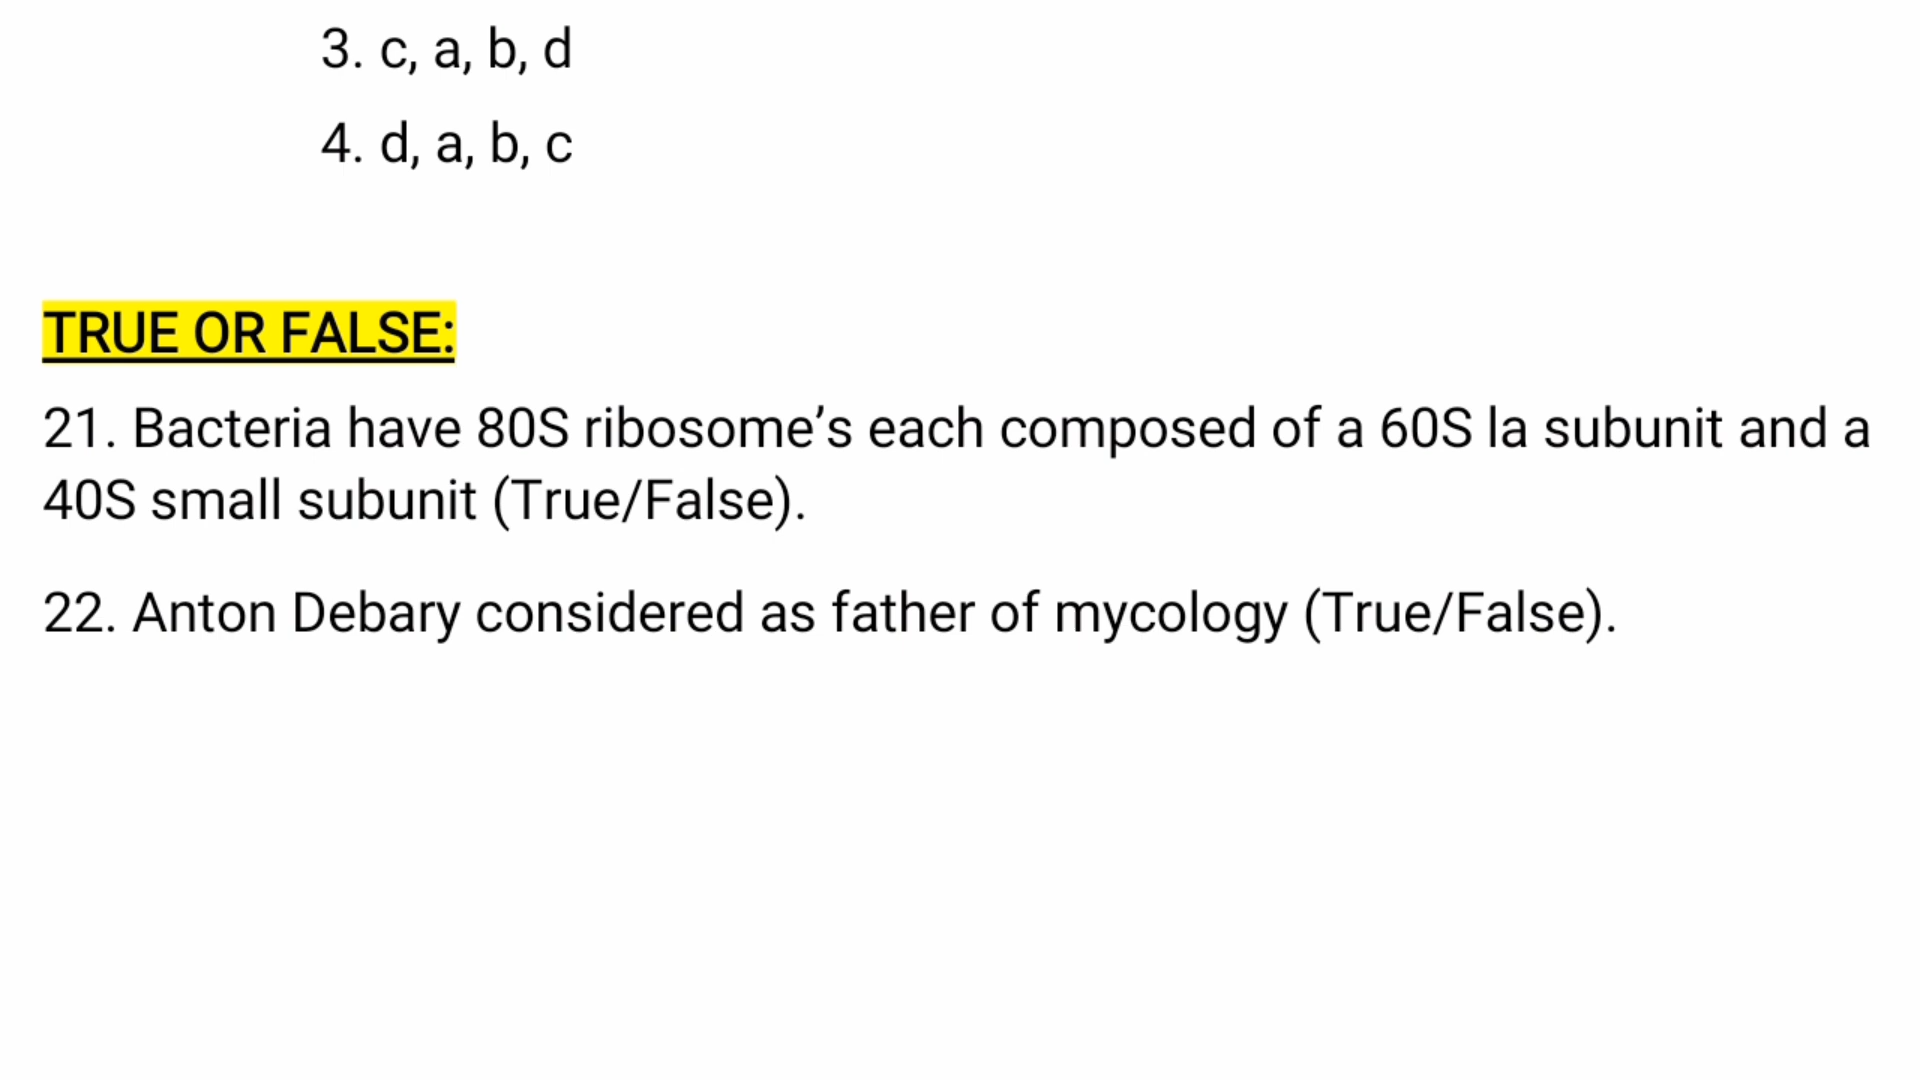 3. c, a, b, d
4. d, a, b, c
TRUE OR FALSE:
21. Bacteria have 80S ribosome’s each composed of a 60S la subunit and a
40S small subunit (True/False).
22. Anton Debary considered as father of mycology (True/False).